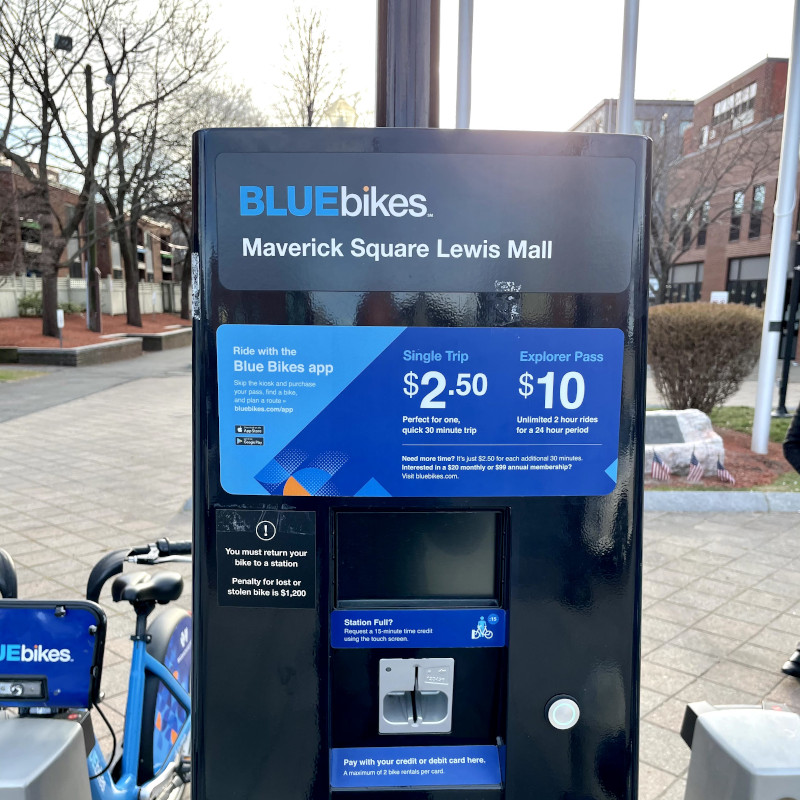 BLUEbikes
Maverick Square Lewis Mall
Ride with the
Blue Bikes app
Skip the kiosk and purchase
your pass, find a bike,
and plan a route –
bluebikes.com/app
App Store
Google Play
Single Trip
$2.50
Perfect for one,
quick 30 minute trip
Explorer Pass
$10
Unlimited 2 hour rides
for a 24 hour period
Need more time? It's just $2.50 for each additional 30 minutes.
Interested in a $20 monthly or $99 annual membership?
Visit bluebikes.com.
!
You must return your
bike to a station
Penalty for lost or
stolen bike is $1,200
Station Full?
Request a 15-minute time credit
using the touch screen.
:15
Pay with your credit or debit card here.
A maximum of 2 bike rentals per card.
UEbikes